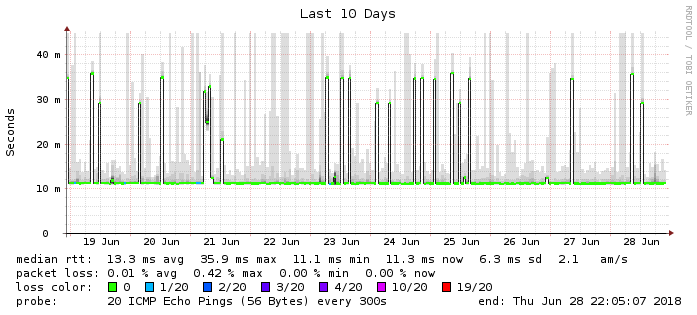 Last 10 Days
RRDTOOL / TOBI OETIKER
Seconds
40 m
30 m
20 m
10 m
0
19 Jun 20 Jun 21 Jun 22 Jun 23 Jun 24 Jun 25 Jun 26 Jun 27 Jun 28 Jun
median rtt: 13.3 ms avg 35.9 ms max 11.1 ms min 11.3 ms now 6.3 ms sd 2.1 am/s
packet loss: 0.01 % avg 0.42 % max 0.00 % min 0.00 % now
loss color: 0 1/20 2/20 3/20 4/20 10/20 19/20
probe: 20 ICMP Echo Pings (56 Bytes) every 300s end: Thu Jun 28 22:05:07 2018